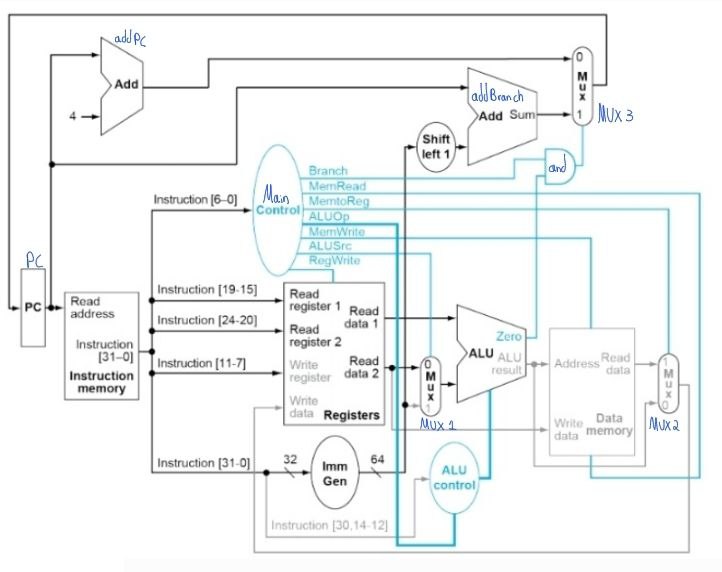 addPC
Add
4
addBranch
Add Sum
0
Mux
1
MUX 3
Shift
left 1
and
Branch
MemRead
MemtoReg
ALUOp
MemWrite
ALUSrc
RegWrite
Main
Control
Instruction [6–0]
PC
PC
Read
address
Instruction
[31–0]
Instruction
memory
Instruction [19-15]
Instruction [24-20]
Instruction [11-7]
Instruction [31-0]
Read
register 1
Read
data 1
Read
register 2
Write
register
Read
data 2
Write
data
Registers
0
Mux
1
MUX 1
Zero
ALU
ALU
result
Address
Read
data
Write
data
Data
memory
1
Mux
0
MUX 2
32
Imm
Gen
64
ALU
control
Instruction [30,14-12]